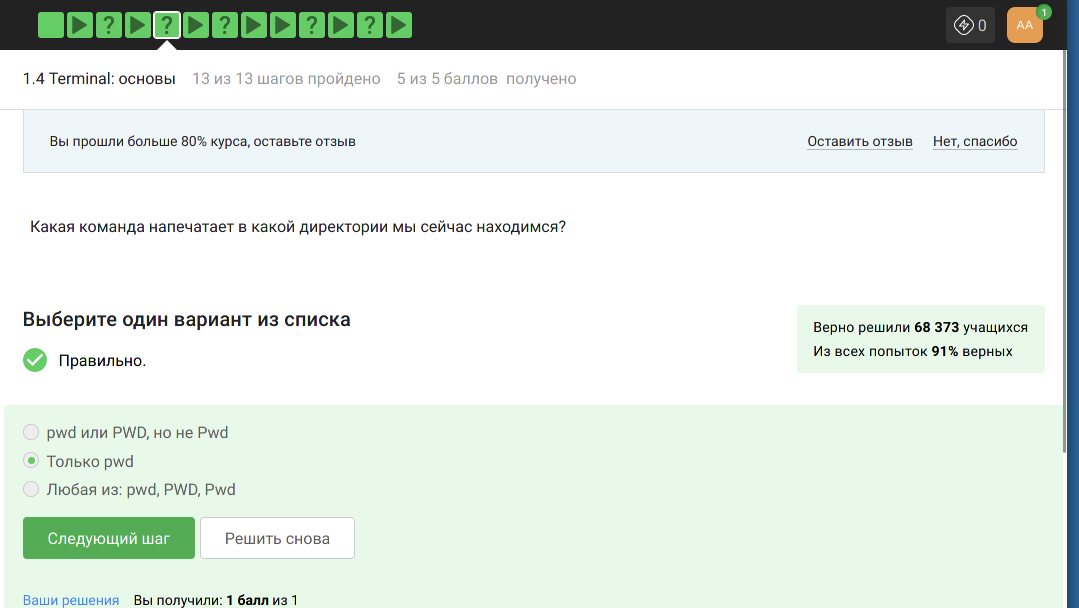 ? ? ? ? ?
0
AA
1
1.4 Terminal: основы 13 из 13 шагов пройдено 5 из 5 баллов получено
Вы прошли больше 80% курса, оставьте отзыв Оставить отзыв Нет, спасибо
Какая команда напечатает в какой директории мы сейчас находимся?
Выберите один вариант из списка
Правильно.
Верно решили 68 373 учащихся
Из всех попыток 91% верных
pwd или PWD, но не Pwd
Только pwd
Любая из: pwd, PWD, Pwd
Следующий шаг Решить снова
Ваши решения Вы получили: 1 балл из 1